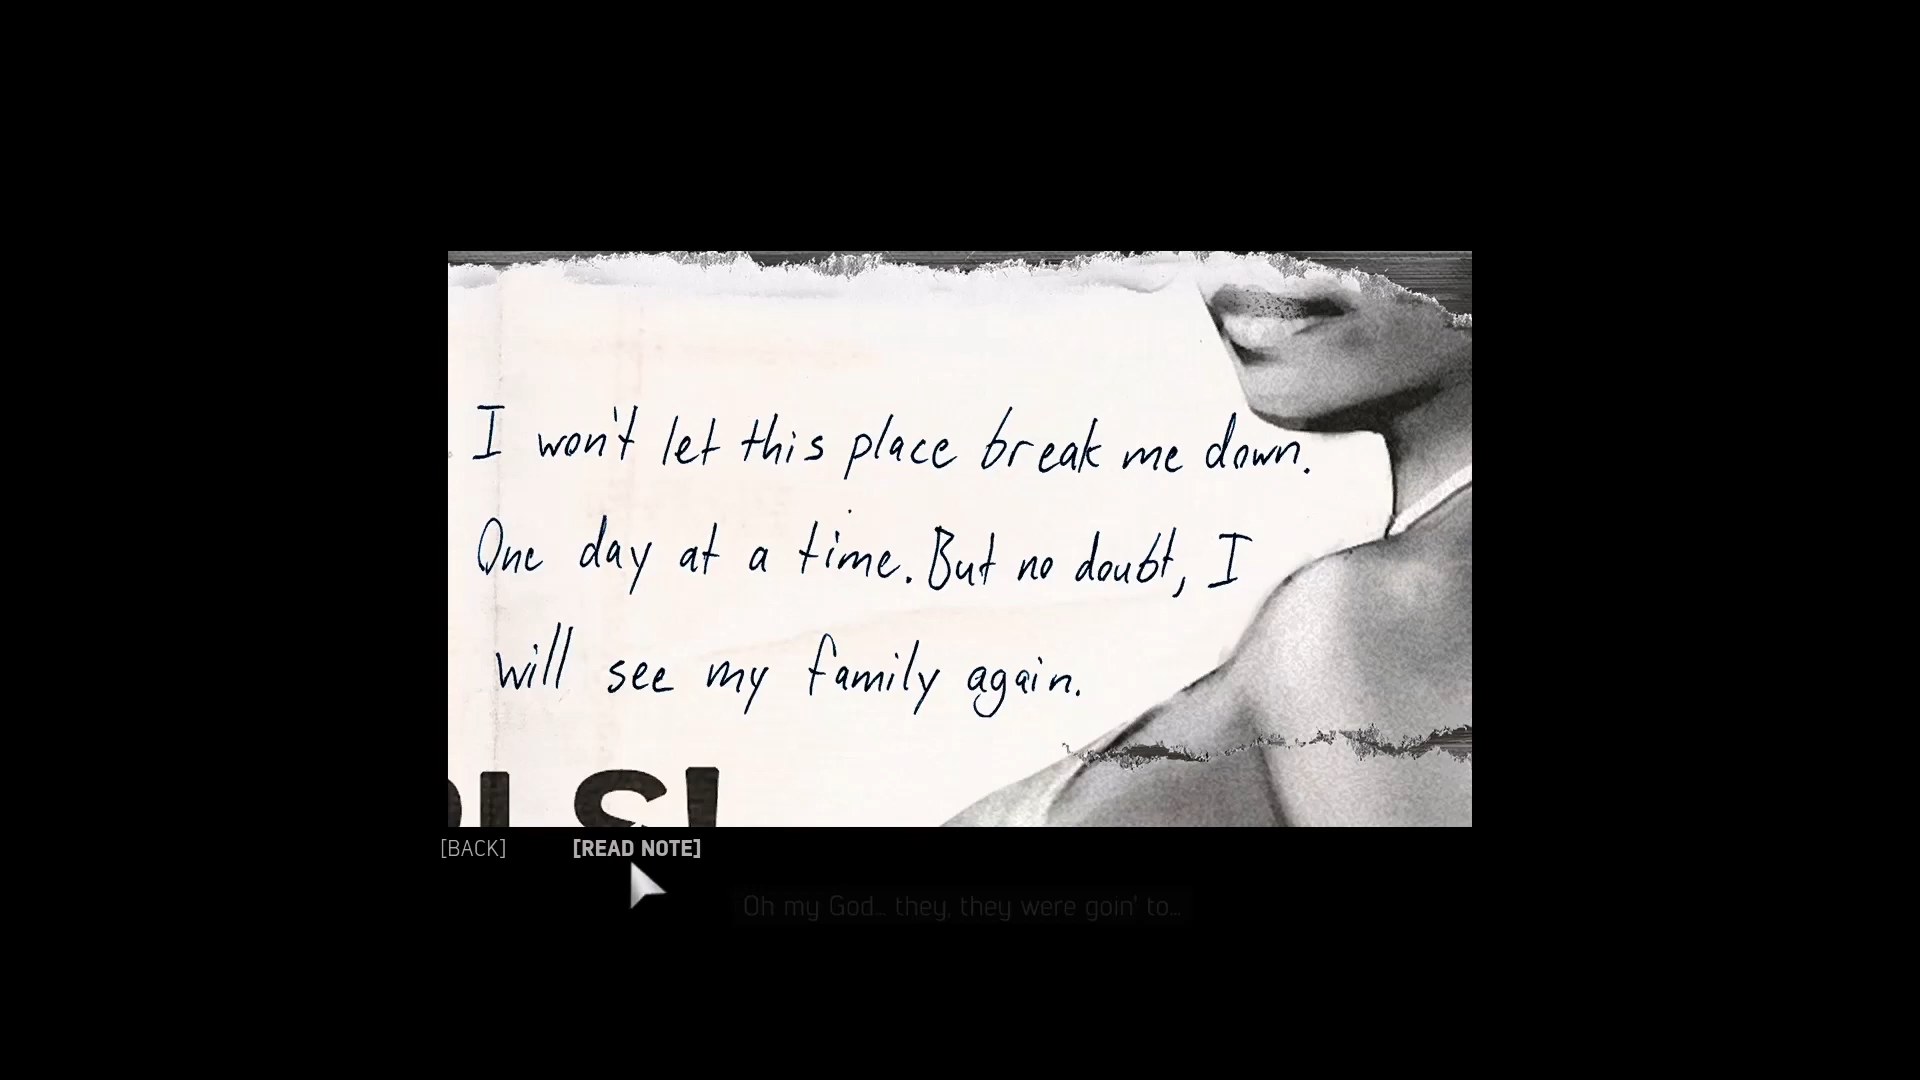 I won't let this place break me down.
One day at a time. But no doubt, I
will see my family again.
LS!
[BACK] [READ NOTE]
Oh my God... they, they were goin' to...